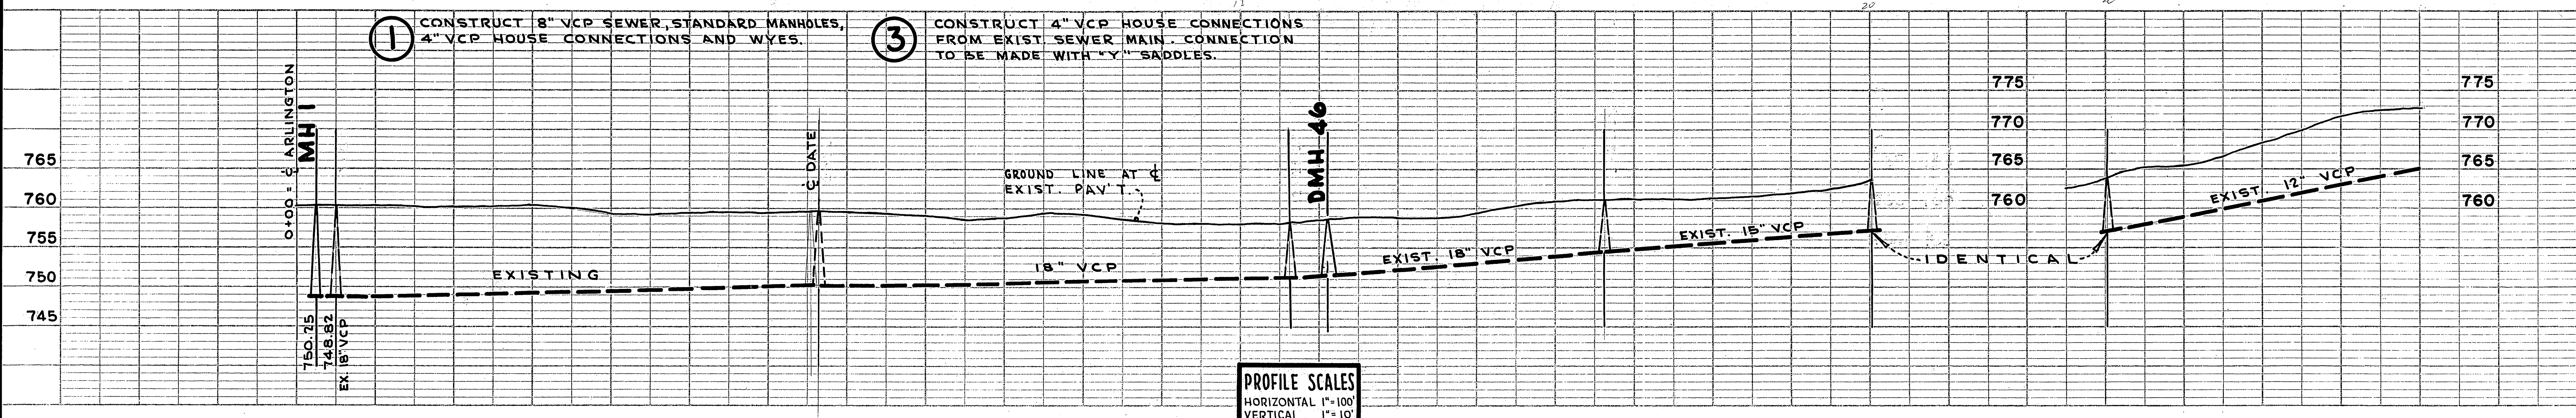 1
CONSTRUCT 8" VCP SEWER, STANDARD MANHOLES,
4" VCP HOUSE CONNECTIONS AND WYES.
3
CONSTRUCT 4" VCP HOUSE CONNECTIONS
FROM EXIST. SEWER MAIN. CONNECTION
TO BE MADE WITH "Y" SADDLES.
20
0+00 = ℄ ARLINGTON
MH 1
℄ DATE
DMH 46
GROUND LINE AT ℄
EXIST. PAV'T.
775
770
765
760
775
770
765
760
765
760
755
750
745
EXISTING
18" VCP
EXIST. 18" VCP
EXIST. 15" VCP
IDENTICAL
EXIST. 12" VCP
750.25
748.82
EX. 18" VCP
PROFILE SCALES
HORIZONTAL 1"=100'
VERTICAL 1"=10'